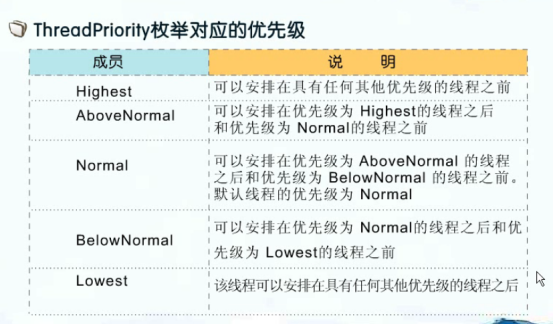 ThreadPriority枚举对应的优先级
成员
说 明
Highest
可以安排在具有任何其他优先级的线程之前
AboveNormal
可以安排在优先级为 Highest的线程之后
和优先级为 Normal的线程之前
Normal
可以安排在优先级为 AboveNormal 的线程
之后和优先级为 BelowNormal 的线程之前。
默认线程的优先级为 Normal
BelowNormal
可以安排在优先级为 Normal的线程之后和优
先级为 Lowest的线程之前
Lowest
该线程可以安排在具有任何其他优先级的线程之后